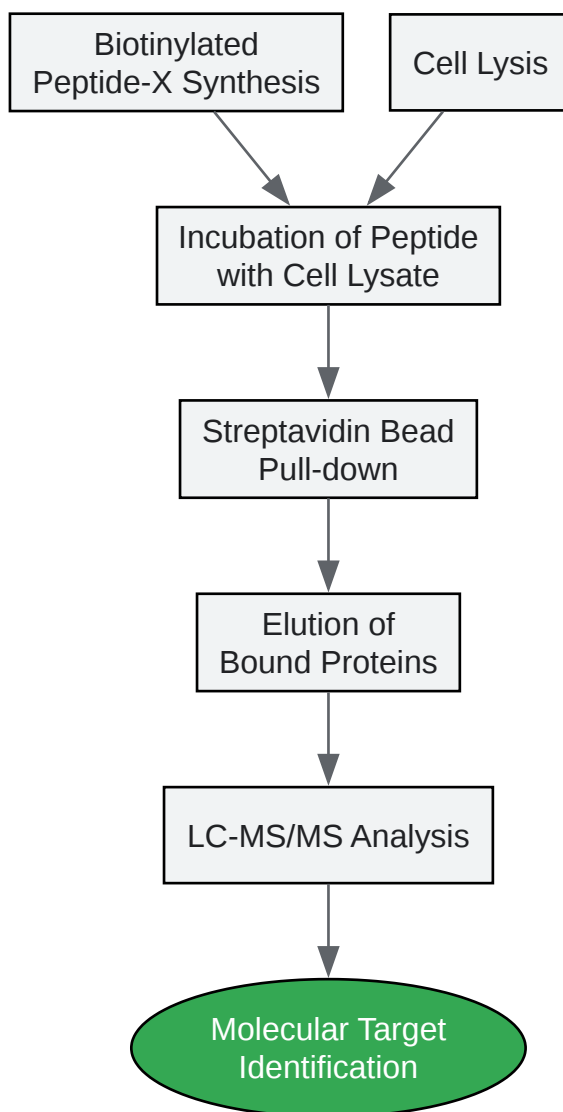 Biotinylated
Peptide-X Synthesis
Cell Lysis
Incubation of Peptide
with Cell Lysate
Streptavidin Bead
Pull-down
Elution of
Bound Proteins
LC-MS/MS Analysis
Molecular Target
Identification